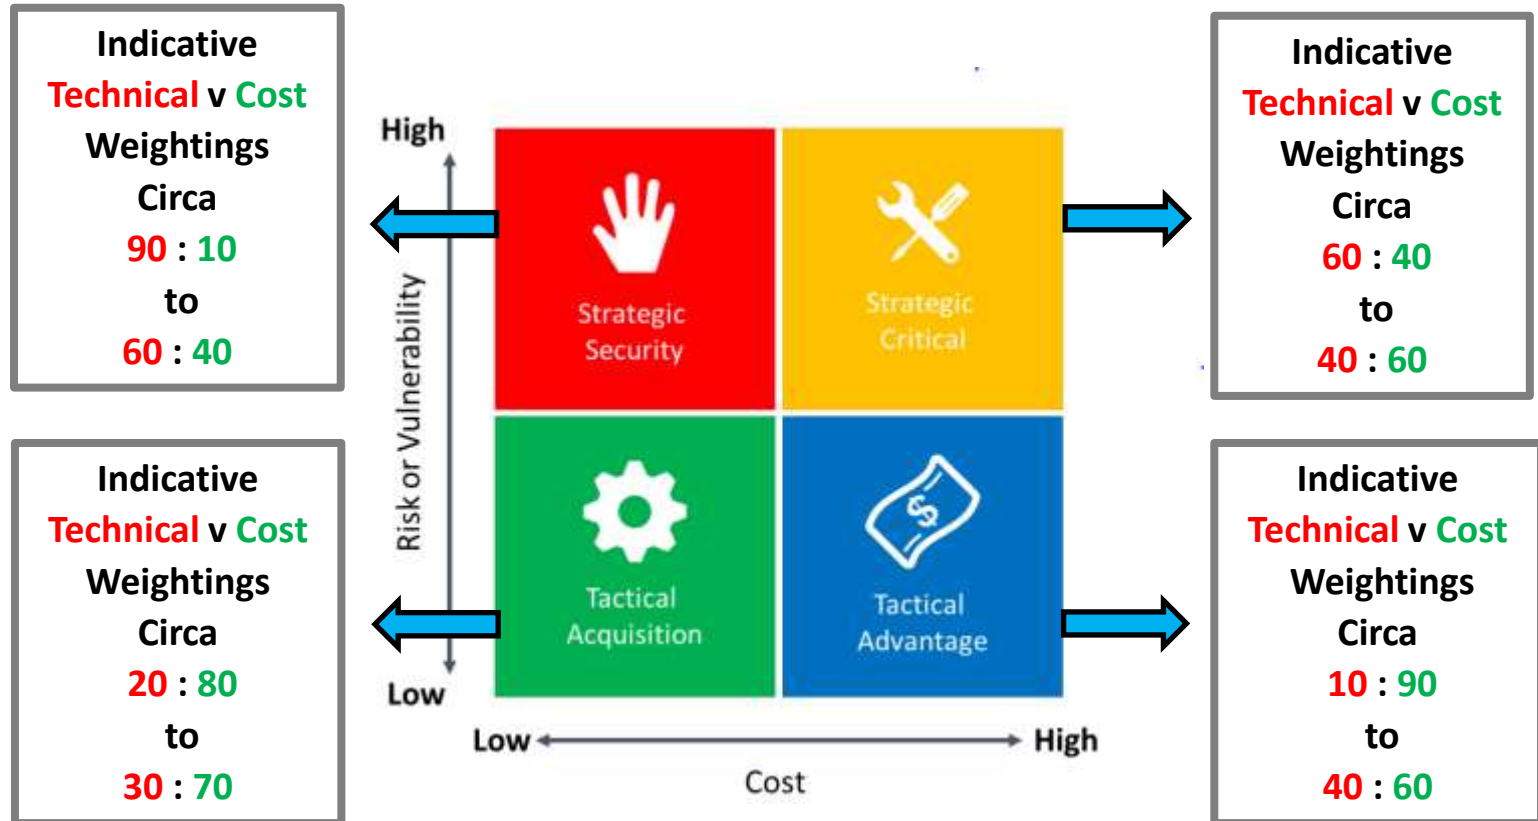 Indicative
Technical v Cost
Weightings
Circa
90 : 10
to
60 : 40
Indicative
Technical v Cost
Weightings
Circa
20 : 80
to
30 : 70
High
Risk or Vulnerability
Low
Strategic
Security
Strategic
Critical
Tactical
Acquisition
$
Tactical
Advantage
Low
High
Cost
Indicative
Technical v Cost
Weightings
Circa
60 : 40
to
40 : 60
Indicative
Technical v Cost
Weightings
Circa
10 : 90
to
40 : 60